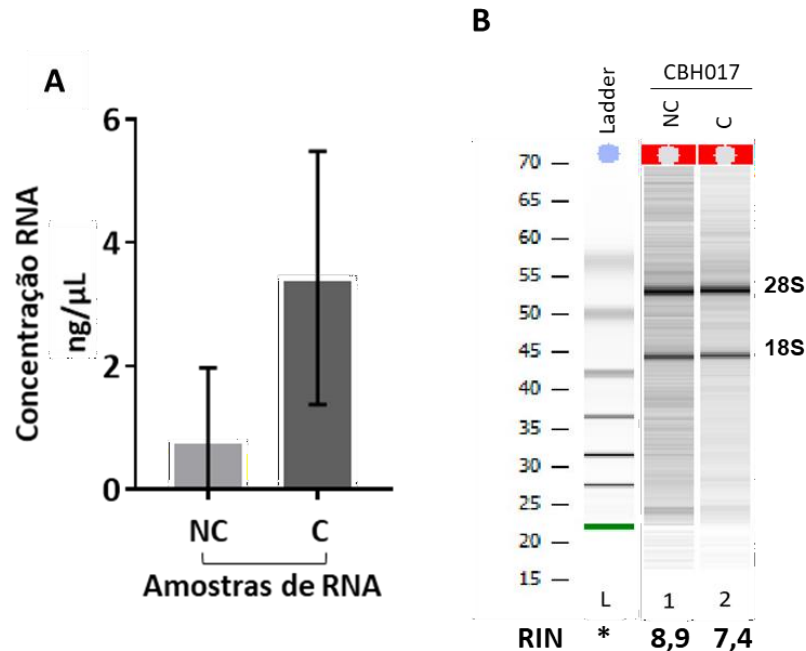 A
Concentração RNA
ng/µL
6
4
2
0
NC
C
Amostras de RNA
B
Ladder
CBH017
NC
C
70
65
60
55
50
45
40
35
30
25
20
15
28S
18S
L
1
2
RIN * 8,9 7,4